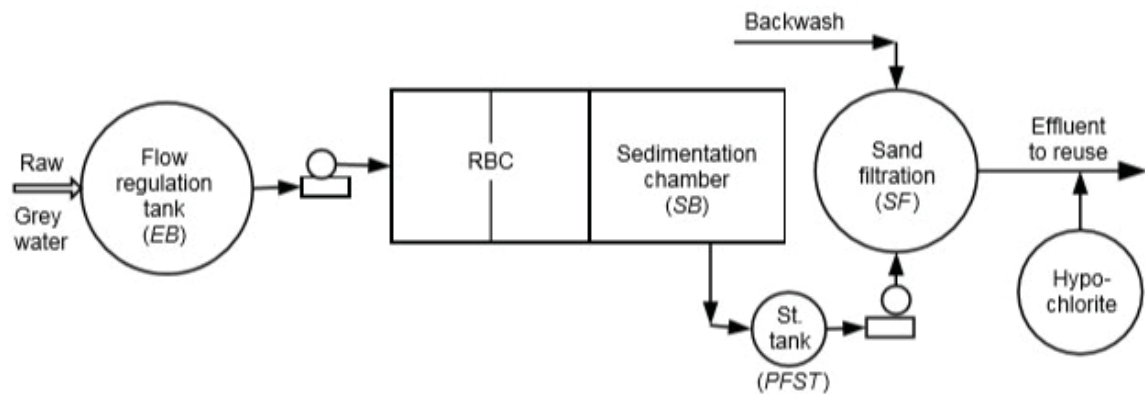 Backwash
Raw
Grey
water
Flow
regulation
tank
(EB)
RBC
Sedimentation
chamber
(SB)
St.
tank
(PFST)
Sand
filtration
(SF)
Effluent
to reuse
Hypo-
chlorite